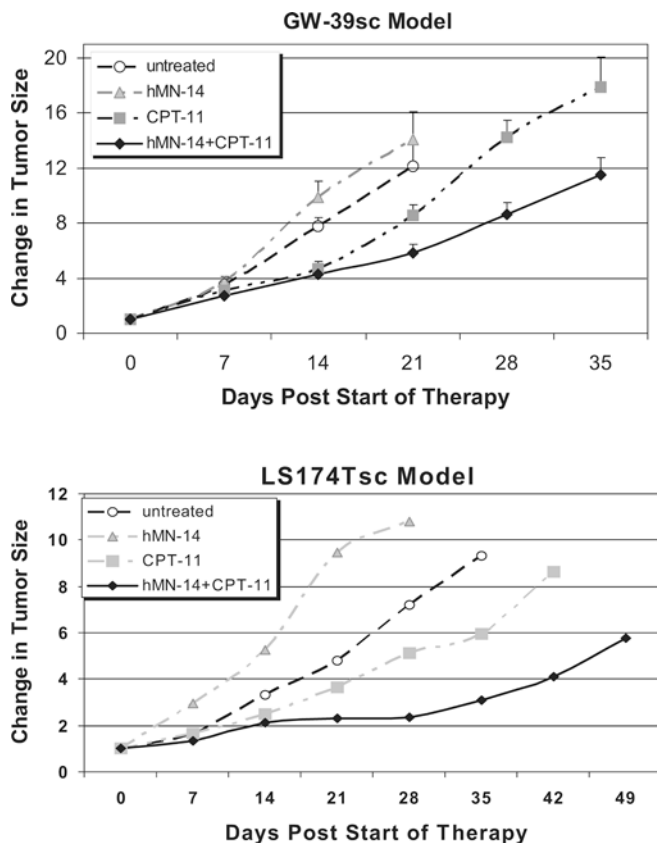 GW-39sc Model
Change in Tumor Size
20
16
12
8
4
0
untreated
hMN-14
CPT-11
hMN-14+CPT-11
0 7 14 21 28 35
Days Post Start of Therapy
LS174Tsc Model
Change in Tumor Size
12
10
8
6
4
2
0
untreated
hMN-14
CPT-11
hMN-14+CPT-11
0 7 14 21 28 35 42 49
Days Post Start of Therapy